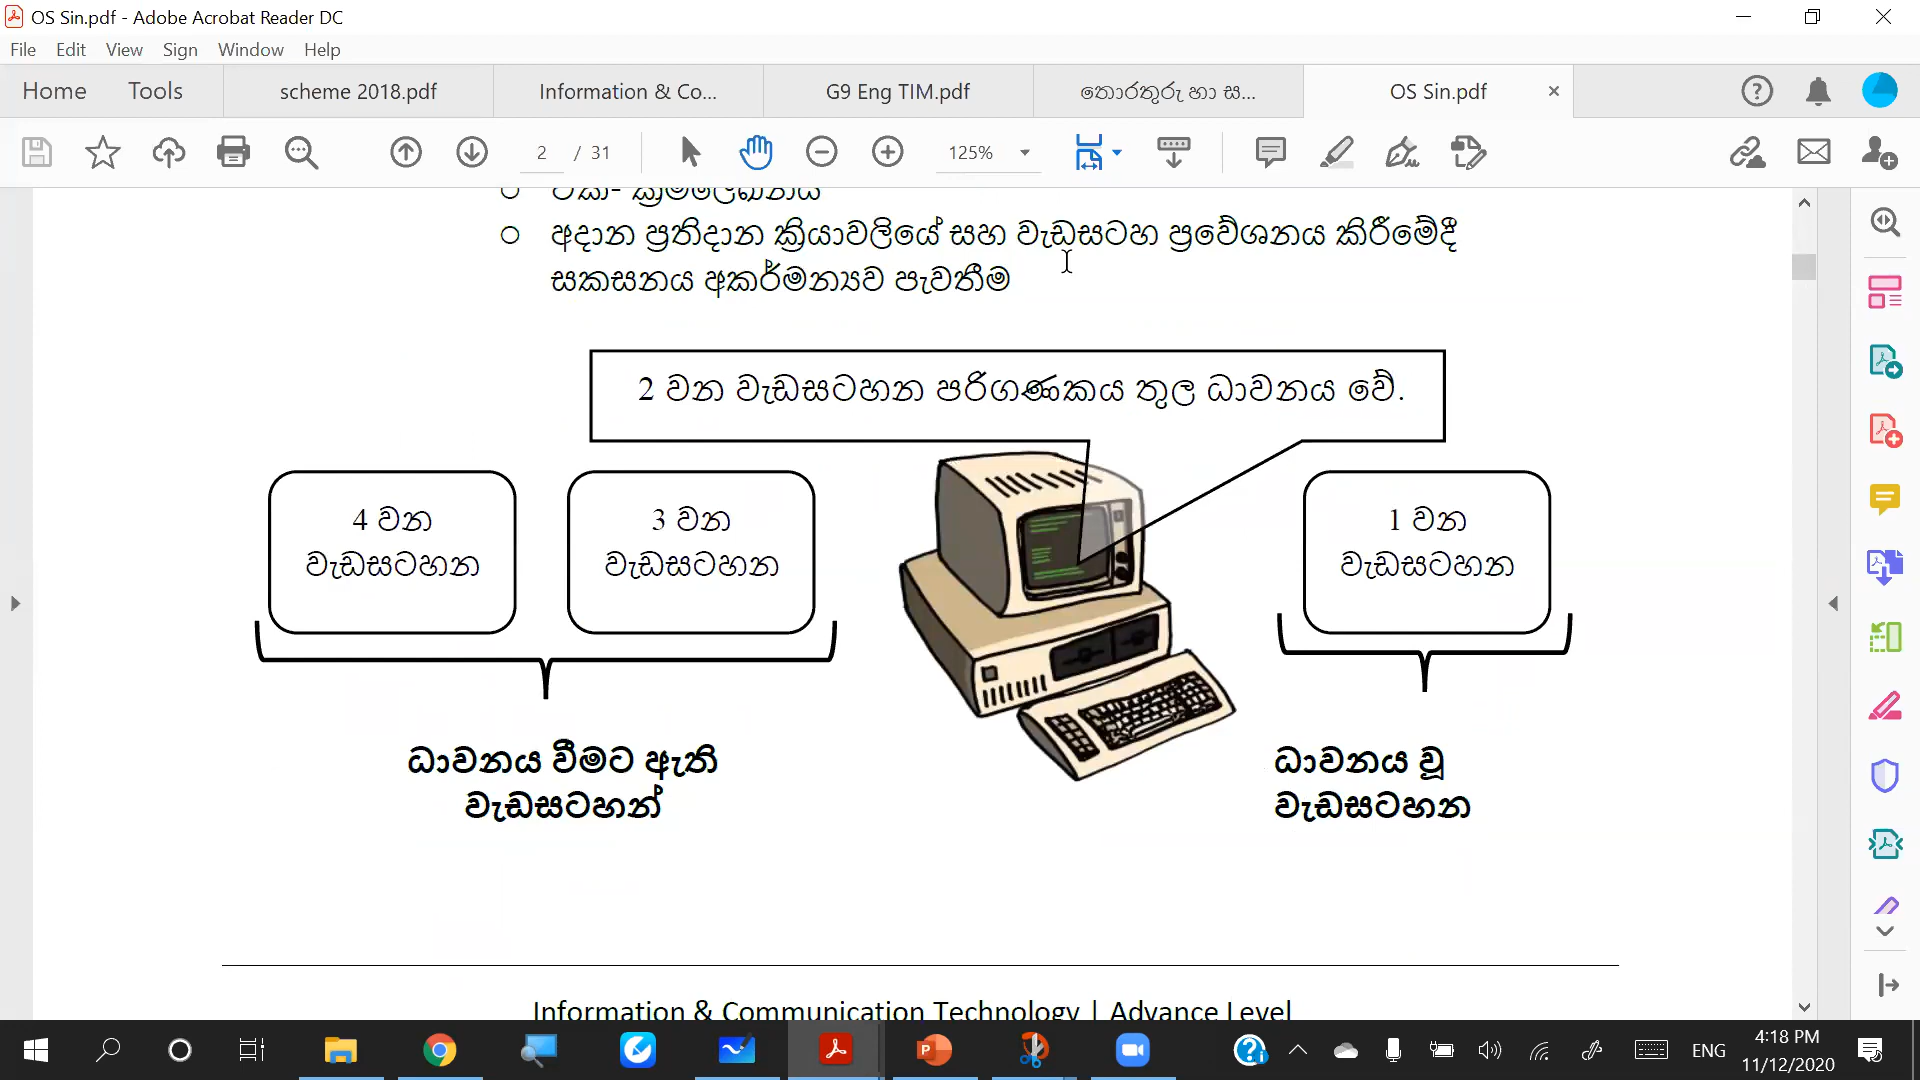 OS Sin.pdf - Adobe Acrobat Reader DC
File Edit View Sign Window Help
Home Tools scheme 2018.pdf Information & Co... G9 Eng TIM.pdf තොරතුරු හා ස... OS Sin.pdf
2 / 31 125%
අදාන ප්‍රතිදාන ක්‍රියාවලියේ සහ වැඩසටහ ප්‍රවේශනය කිරීමේදී
සකසනය අකර්මන්‍යව පැවතීම
2 වන වැඩසටහන පරිගණකය තුල ධාවනය වේ.
4 වන
වැඩසටහන
3 වන
වැඩසටහන
1 වන
වැඩසටහන
ධාවනය වීමට ඇති
වැඩසටහන්
ධාවනය වූ
වැඩසටහන
Information & Communication Technology | Advance Level
ENG
4:18 PM
11/12/2020